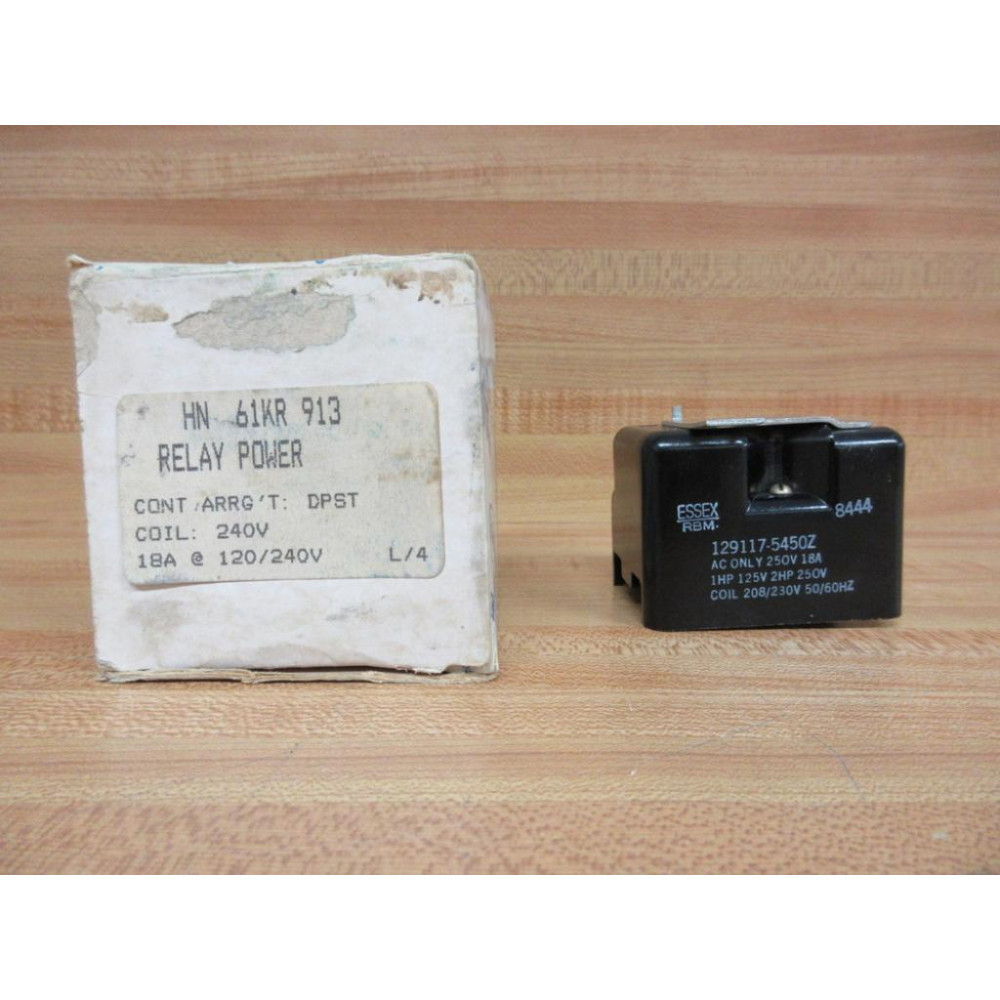 HN 61KR 913
RELAY POWER
CONT ARRG'T: DPST
COIL: 240V
18A @ 120/240V L/4
ESSEX
RBM
8444
129117-5450Z
AC ONLY 250V 18A
1HP 125V 2HP 250V
COIL 208/230V 50/60HZ